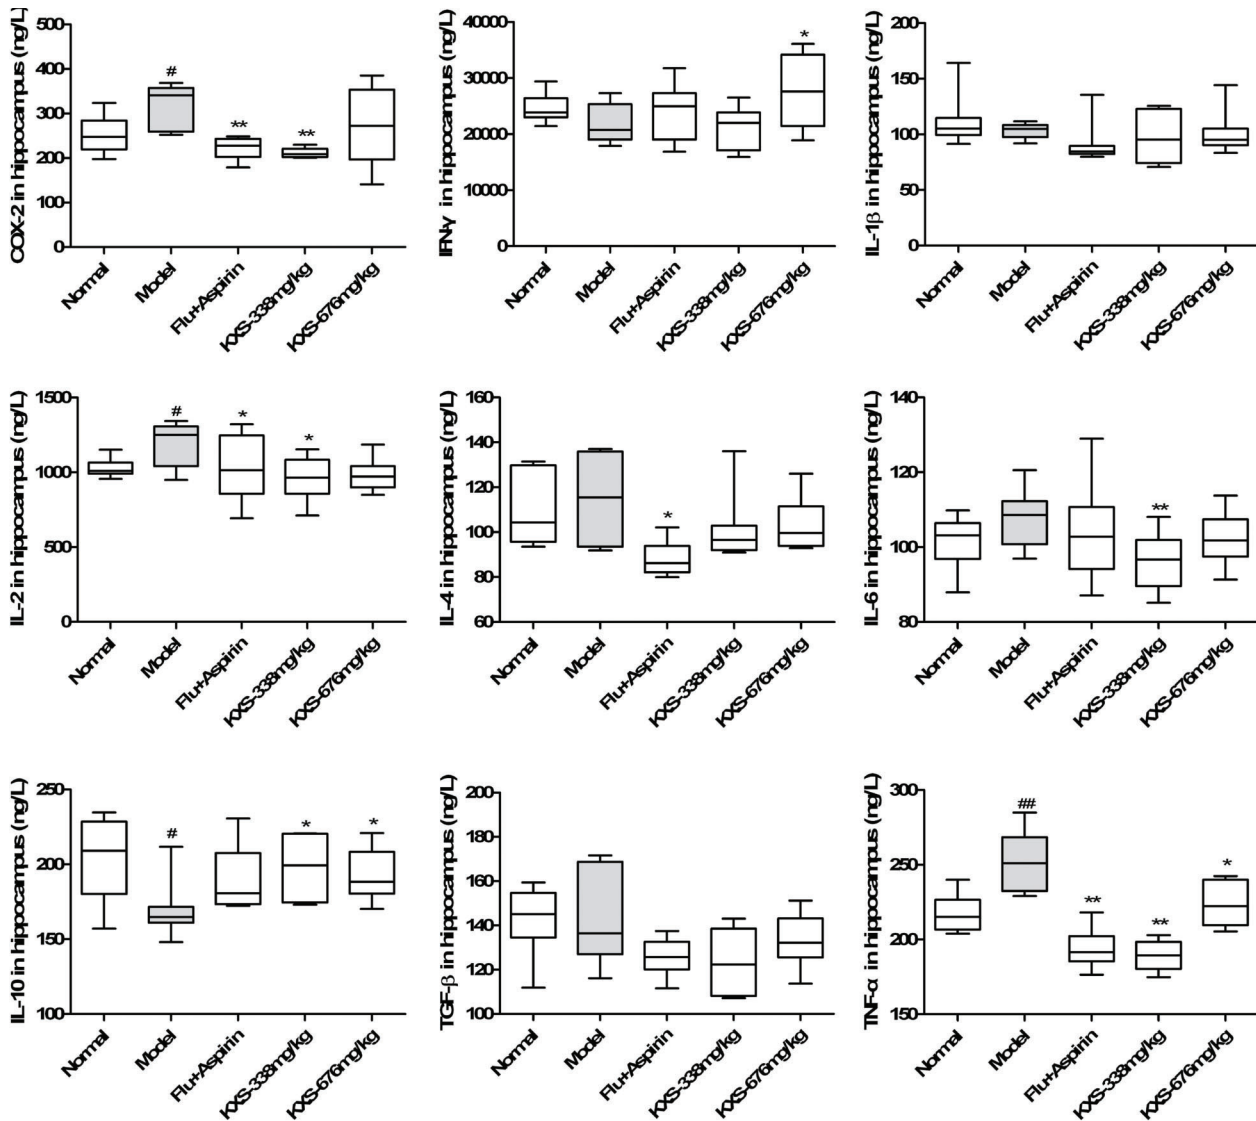 COX-2 in hippocampus (ng/L)
500
400
300
200
100
0
#
**
**
Normal
Model
Flu+Aspirin
KXS-338mg/kg
KXS-676mg/kg
IFN-γ in hippocampus (ng/L)
40000
30000
20000
10000
0
*
Normal
Model
Flu+Aspirin
KXS-338mg/kg
KXS-676mg/kg
IL-1β in hippocampus (ng/L)
200
150
100
50
0
Normal
Model
Flu+Aspirin
KXS-338mg/kg
KXS-676mg/kg
IL-2 in hippocampus (ng/L)
1500
1000
500
0
#
*
*
Normal
Model
Flu+Aspirin
KXS-338mg/kg
KXS-676mg/kg
IL-4 in hippocampus (ng/L)
160
140
120
100
80
60
*
Normal
Model
Flu+Aspirin
KXS-338mg/kg
KXS-676mg/kg
IL-6 in hippocampus (ng/L)
140
120
100
80
**
Normal
Model
Flu+Aspirin
KXS-338mg/kg
KXS-676mg/kg
IL-10 in hippocampus (ng/L)
250
200
150
100
#
*
*
Normal
Model
Flu+Aspirin
KXS-338mg/kg
KXS-676mg/kg
TGF-β in hippocampus (ng/L)
200
180
160
140
120
100
Normal
Model
Flu+Aspirin
KXS-338mg/kg
KXS-676mg/kg
TNF-α in hippocampus (ng/L)
300
250
200
150
##
**
**
*
Normal
Model
Flu+Aspirin
KXS-338mg/kg
KXS-676mg/kg